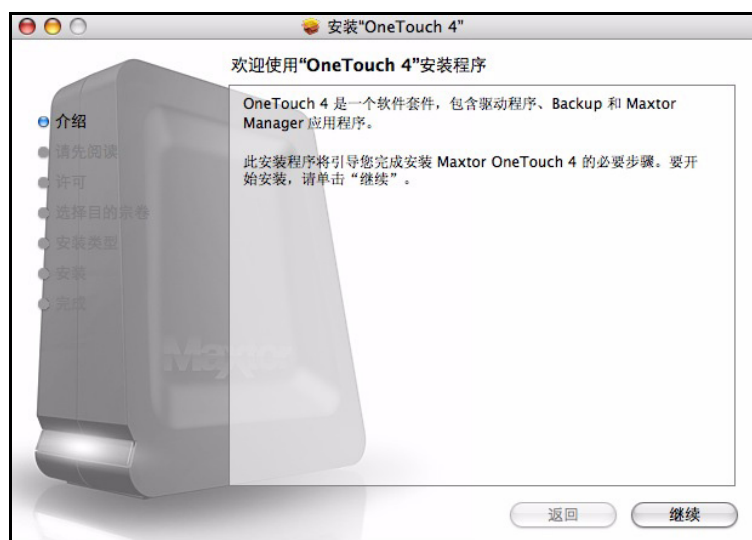 安装“OneTouch 4”
欢迎使用“OneTouch 4”安装程序
介绍
请先阅读
许可
选择目的宗卷
安装类型
安装
完成
OneTouch 4 是一个软件套件，包含驱动程序、Backup 和 Maxtor
Manager 应用程序。
此安装程序将引导您完成安装 Maxtor OneTouch 4 的必要步骤。要开
始安装，请单击“继续”。
Maxtor
返回
继续